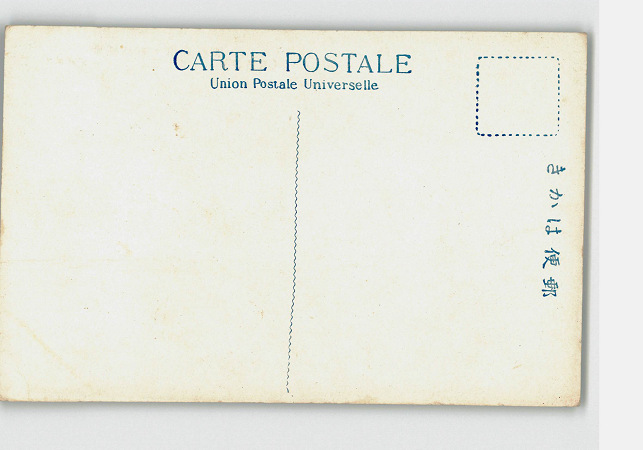 CARTE POSTALE
Union Postale Universelle
きかは便郵